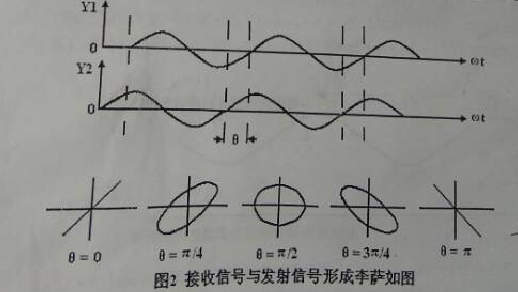 Y1
0
ωt
Y2
0
ωt
θ
θ = 0
θ = π/4
θ = π/2
θ = 3π/4
θ = π
图2 接收信号与发射信号形成李萨如图